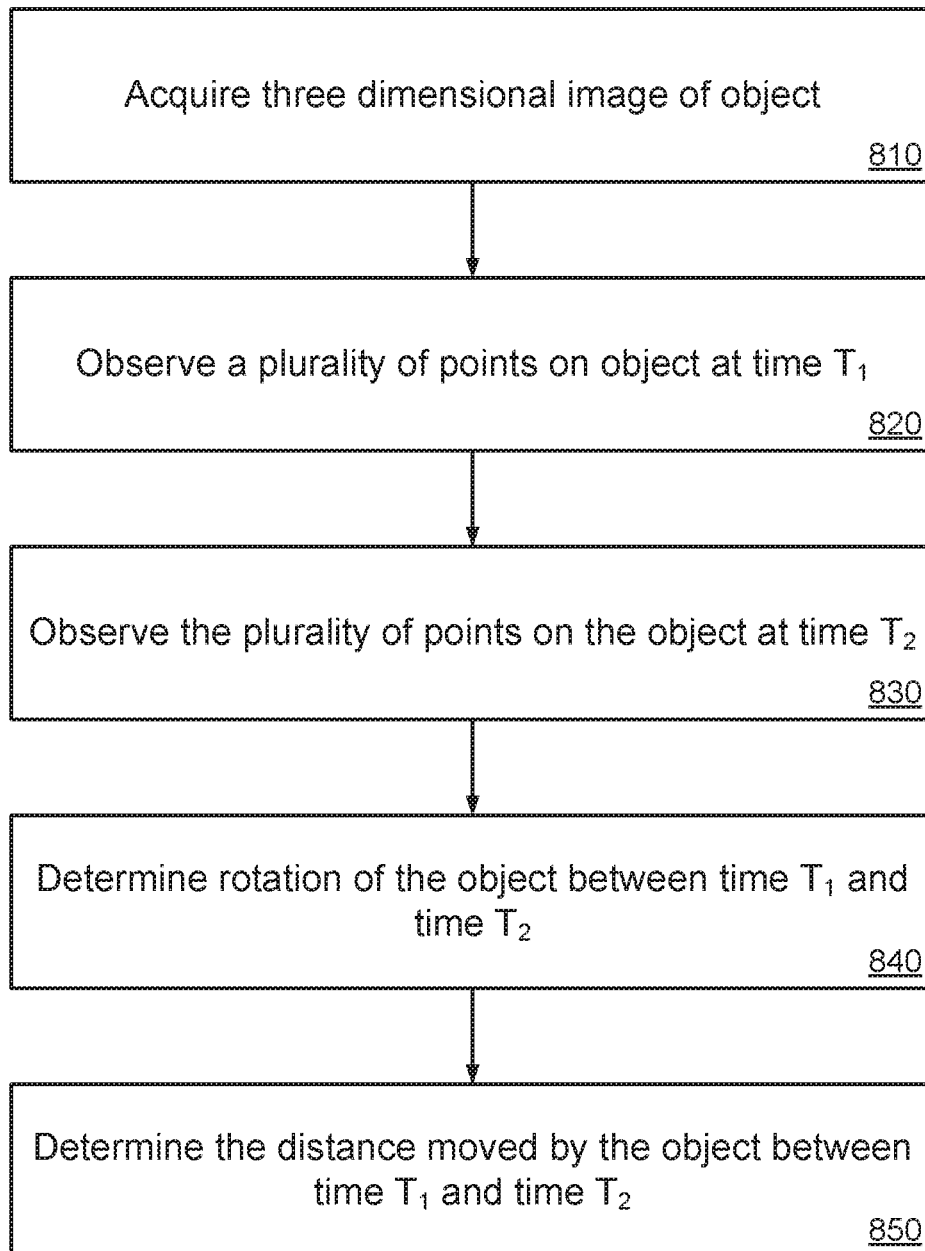 Acquire three dimensional image of object
810
Observe a plurality of points on object at time T₁
820
Observe the plurality of points on the object at time T₂
830
Determine rotation of the object between time T₁ and
time T₂
840
Determine the distance moved by the object between
time T₁ and time T₂
850